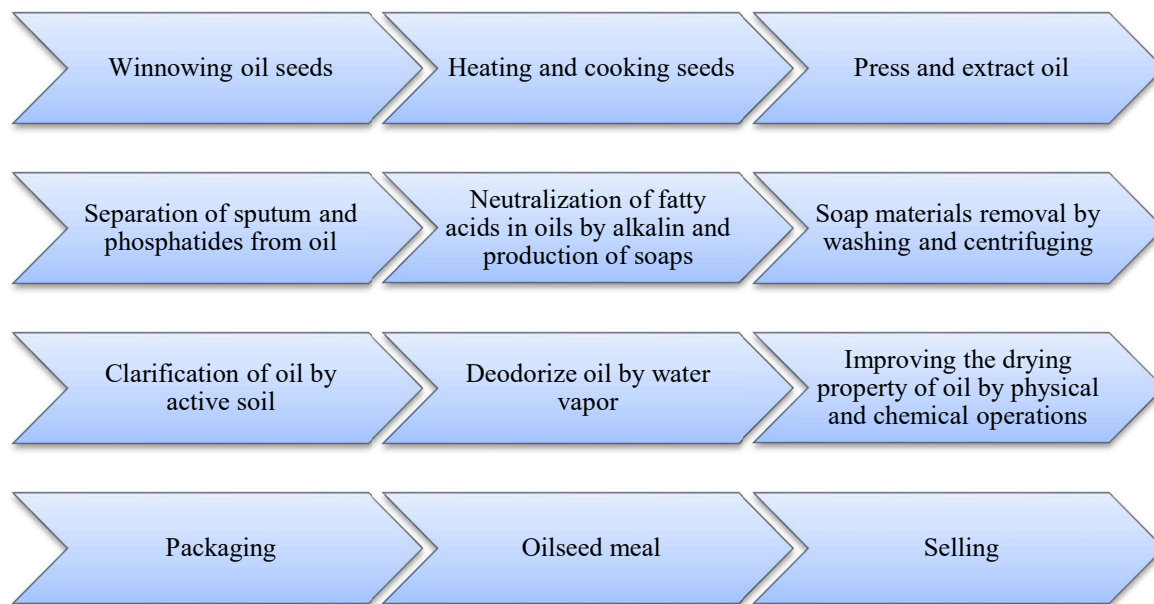 Winnowing oil seeds
Heating and cooking seeds
Press and extract oil
Separation of sputum and
phosphatides from oil
Neutralization of fatty
acids in oils by alkalin and
production of soaps
Soap materials removal by
washing and centrifuging
Clarification of oil by
active soil
Deodorize oil by water
vapor
Improving the drying
property of oil by physical
and chemical operations
Packaging
Oilseed meal
Selling